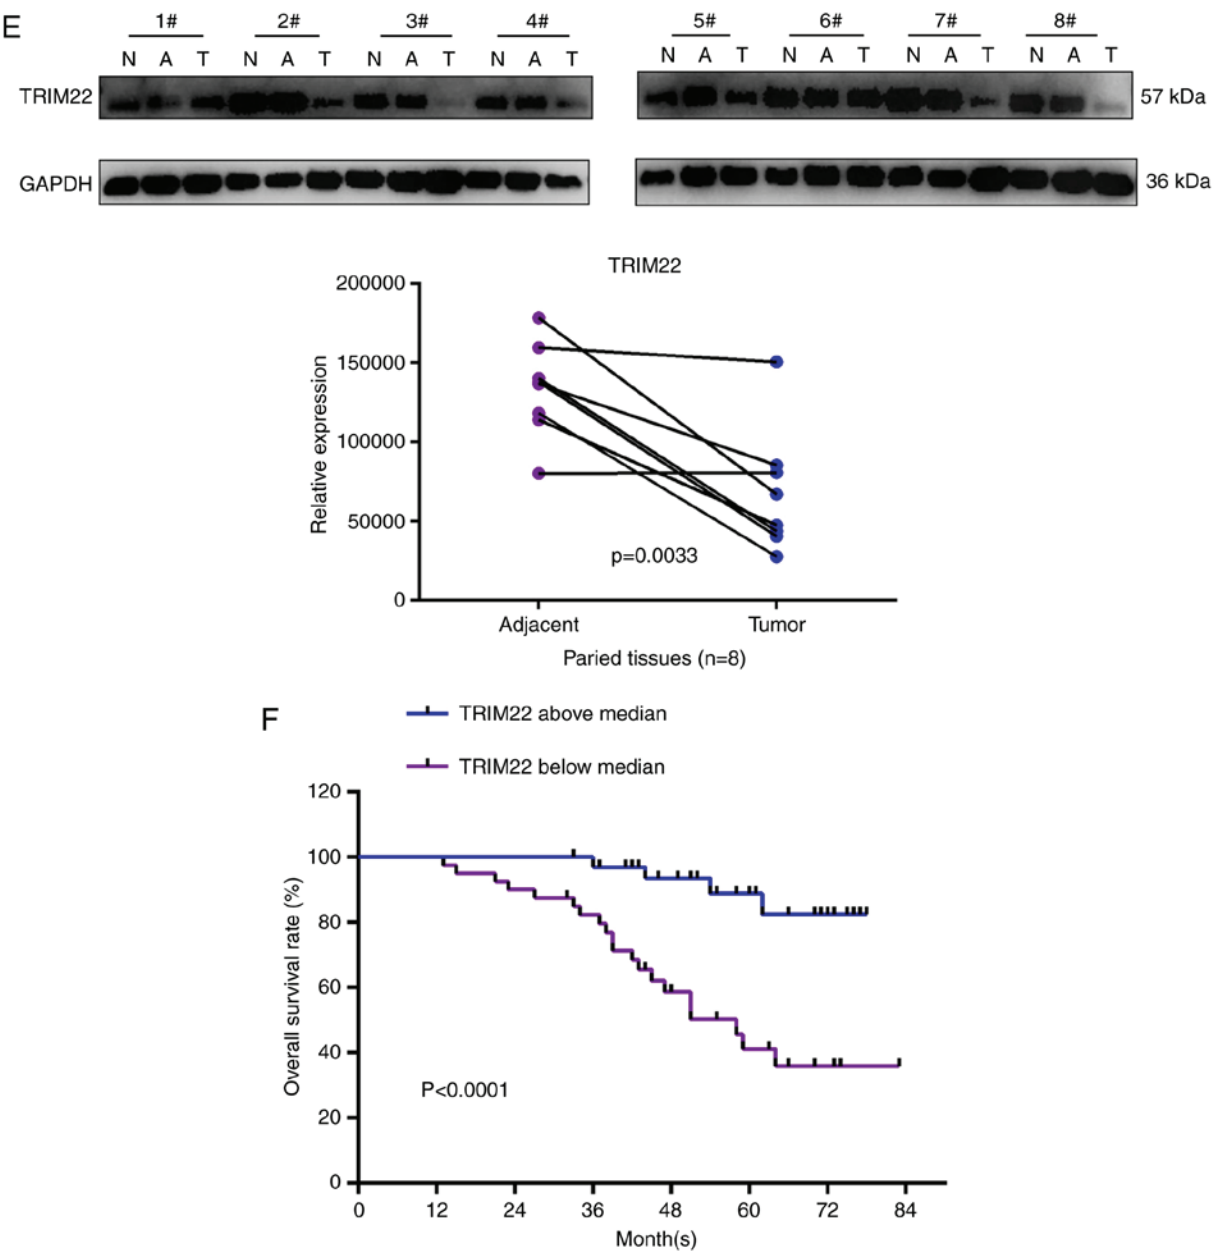 E
1# 2# 3# 4# 5# 6# 7# 8#
N A T N A T N A T N A T N A T N A T N A T N A T
TRIM22 57 kDa
GAPDH 36 kDa
TRIM22
200000
150000
100000
50000
0
Relative expression
p=0.0033
Adjacent Tumor
Paried tissues (n=8)
F
TRIM22 above median
TRIM22 below median
120
100
80
60
40
20
0
Overall survival rate (%)
P<0.0001
0 12 24 36 48 60 72 84
Month(s)